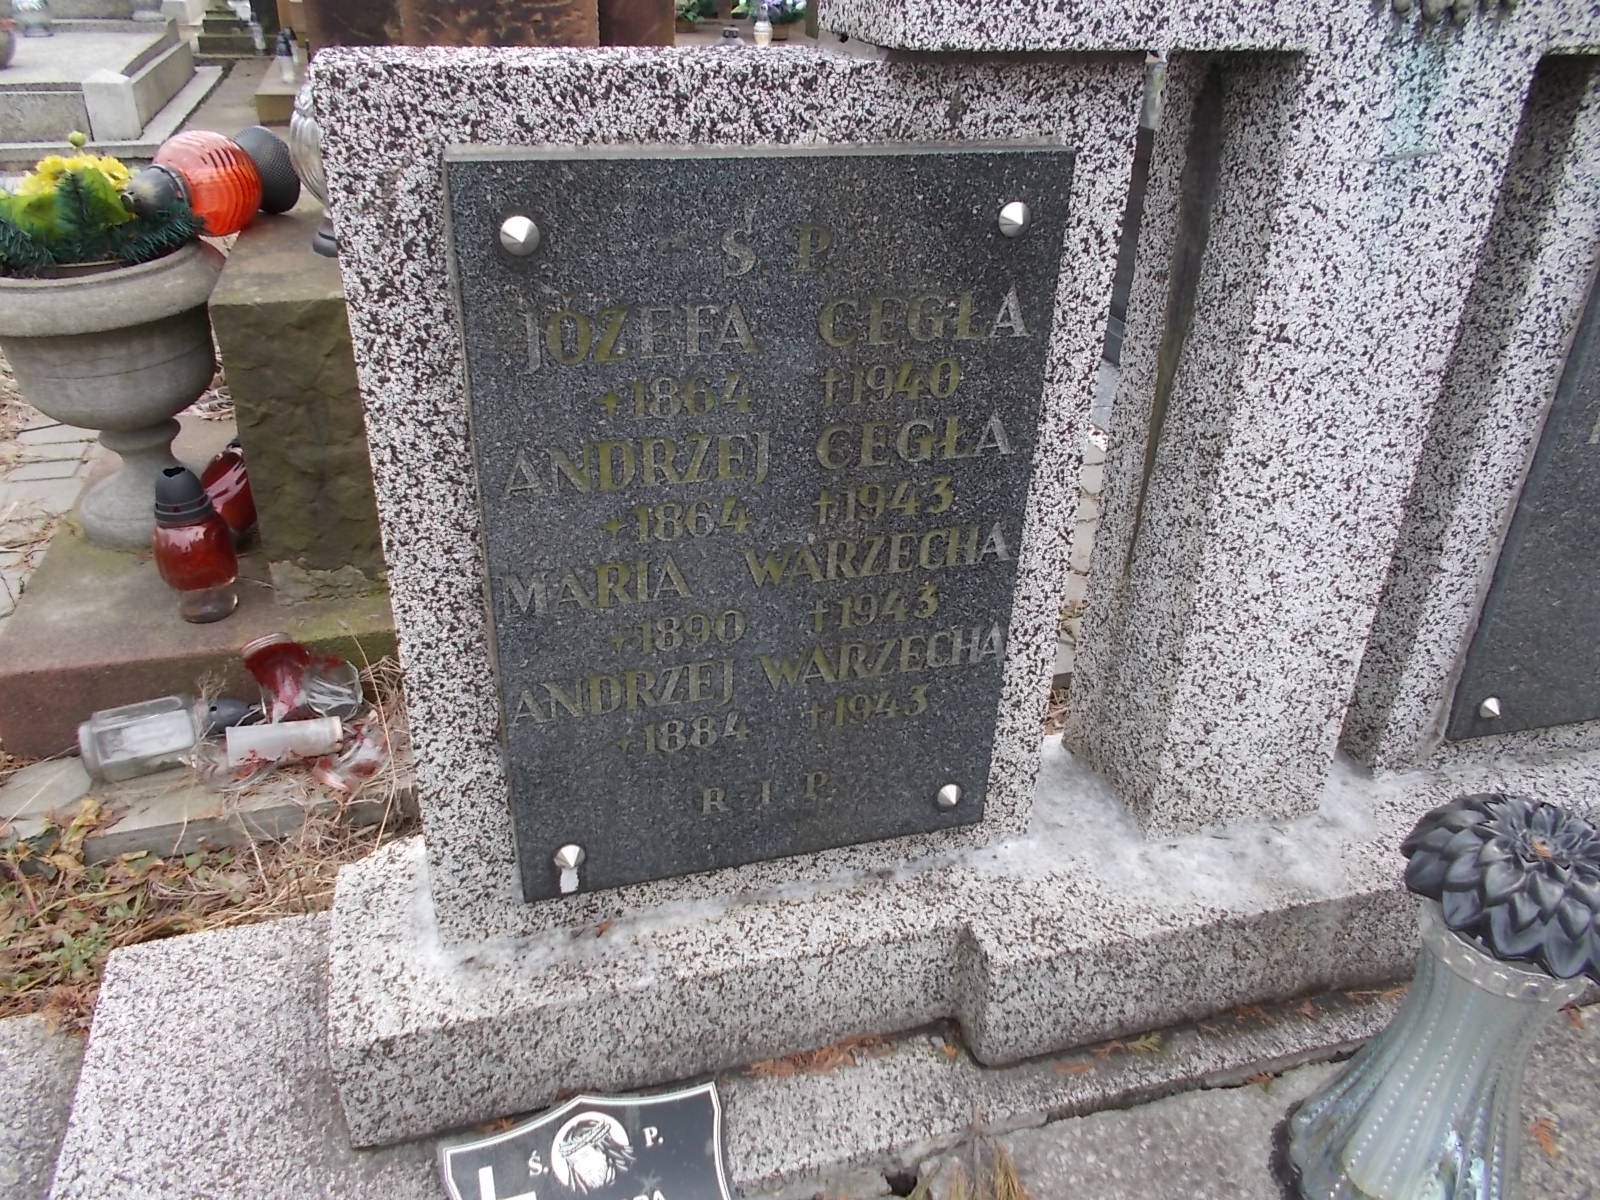 Ś. P.
JÓZEFA CEGŁA
*1864 †1940
ANDRZEJ CEGŁA
*1864 †1943
MARIA WARZECHA
*1890 †1943
ANDRZEJ WARZECHA
*1884 †1943
R. I. P.
Ś. P.